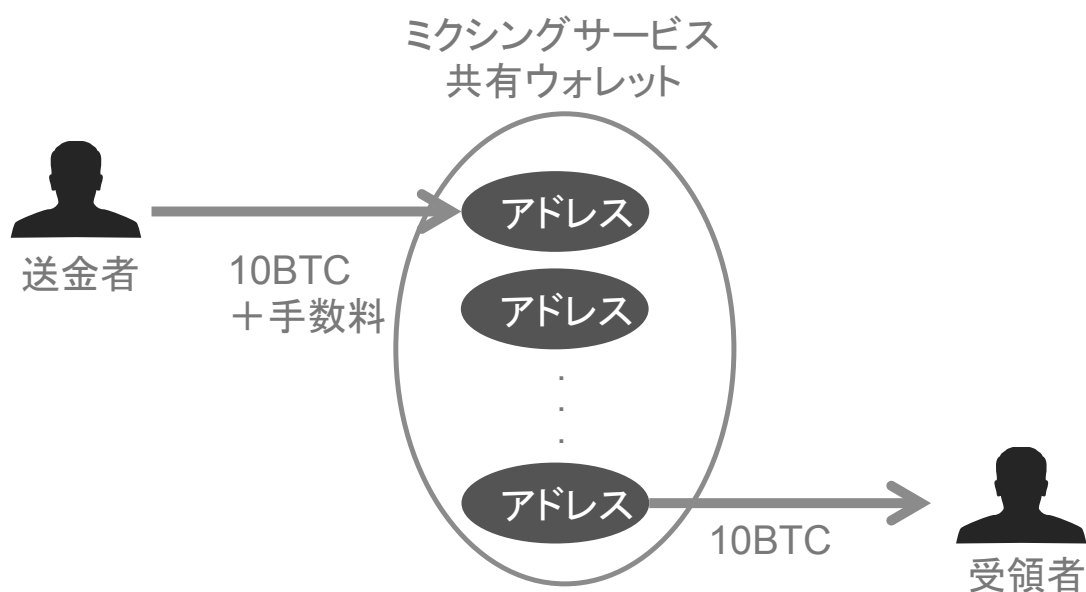 ミクシングサービス
共有ウォレット
アドレス
送金者
10BTC
＋手数料
アドレス
.
.
.
アドレス
10BTC
受領者